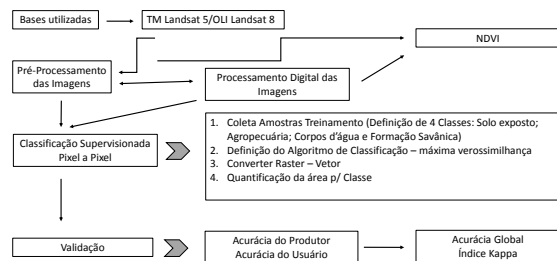 Bases utilizadas
TM Landsat 5/OLI Landsat 8
NDVI
Pré-Processamento
das Imagens
Processamento Digital das
Imagens
Classificação Supervisionada
Pixel a Pixel
1. Coleta Amostras Treinamento (Definição de 4 Classes: Solo exposto;
Agropecuária; Corpos d'água e Formação Savânica)
2. Definição do Algoritmo de Classificação – máxima verossimilhança
3. Converter Raster – Vetor
4. Quantificação da área p/ Classe
Validação
Acurácia do Produtor
Acurácia do Usuário
Acurácia Global
Índice Kappa